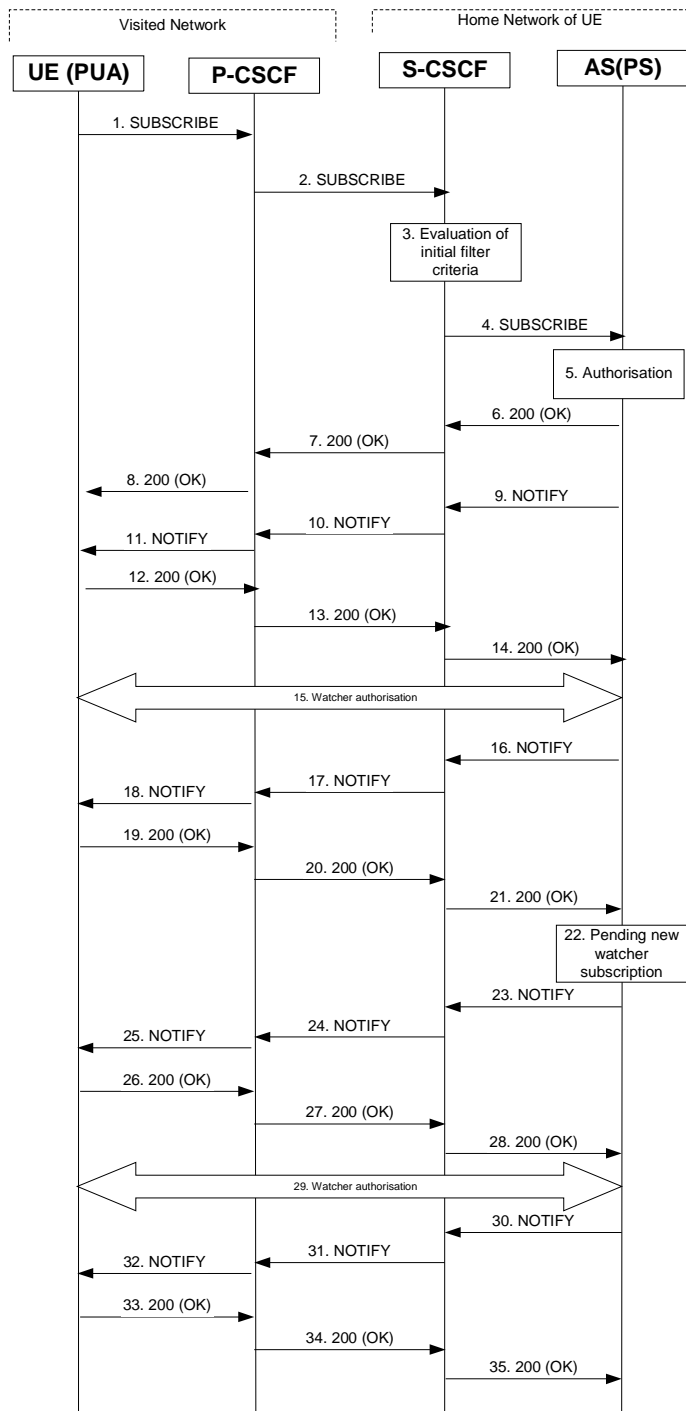 Visited Network
Home Network of UE
UE (PUA)
P-CSCF
S-CSCF
AS(PS)
1. SUBSCRIBE
2. SUBSCRIBE
3. Evaluation of
initial filter
criteria
4. SUBSCRIBE
5. Authorisation
6. 200 (OK)
7. 200 (OK)
8. 200 (OK)
9. NOTIFY
10. NOTIFY
11. NOTIFY
12. 200 (OK)
13. 200 (OK)
14. 200 (OK)
15. Watcher authorisation
16. NOTIFY
17. NOTIFY
18. NOTIFY
19. 200 (OK)
20. 200 (OK)
21. 200 (OK)
22. Pending new
watcher
subscription
23. NOTIFY
24. NOTIFY
25. NOTIFY
26. 200 (OK)
27. 200 (OK)
28. 200 (OK)
29. Watcher authorisation
30. NOTIFY
31. NOTIFY
32. NOTIFY
33. 200 (OK)
34. 200 (OK)
35. 200 (OK)